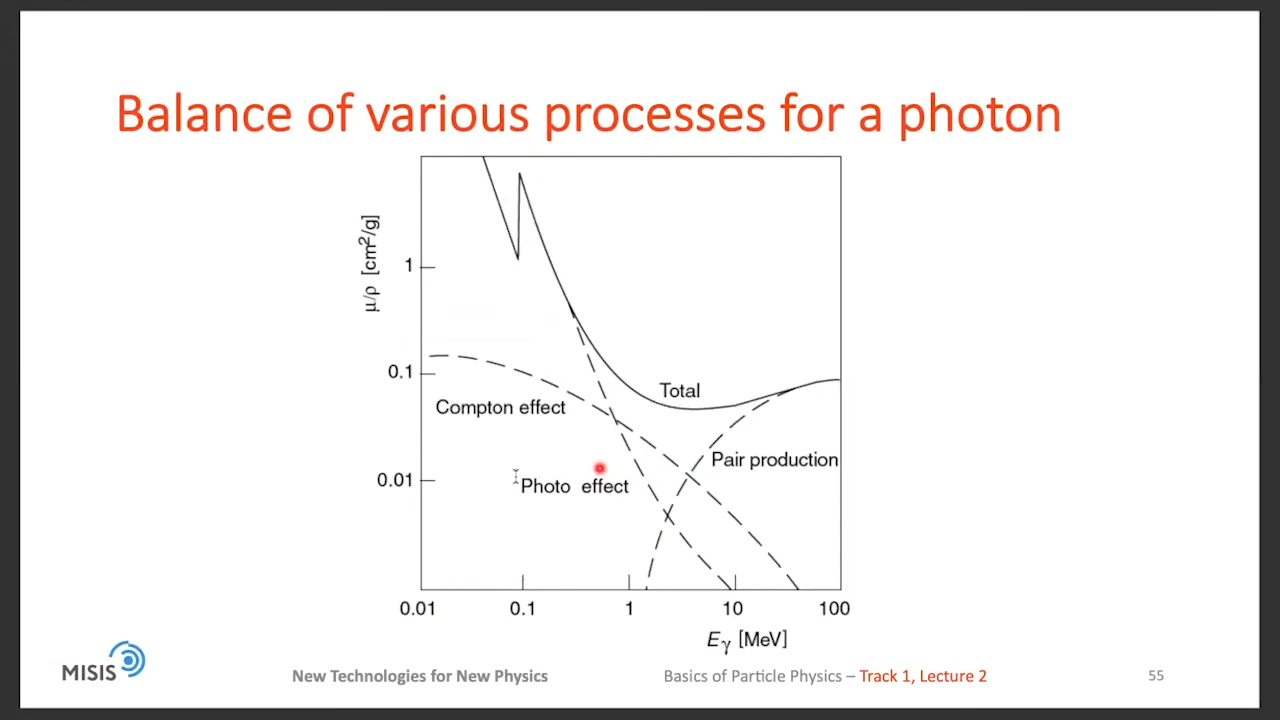 Balance of various processes for a photon
μ/ρ [cm2/g]
1
0.1
0.01
Total
Compton effect
Pair production
Photo effect
0.01 0.1 1 10 100
Eγ [MeV]
MISIS
New Technologies for New Physics
Basics of Particle Physics – Track 1, Lecture 2
55